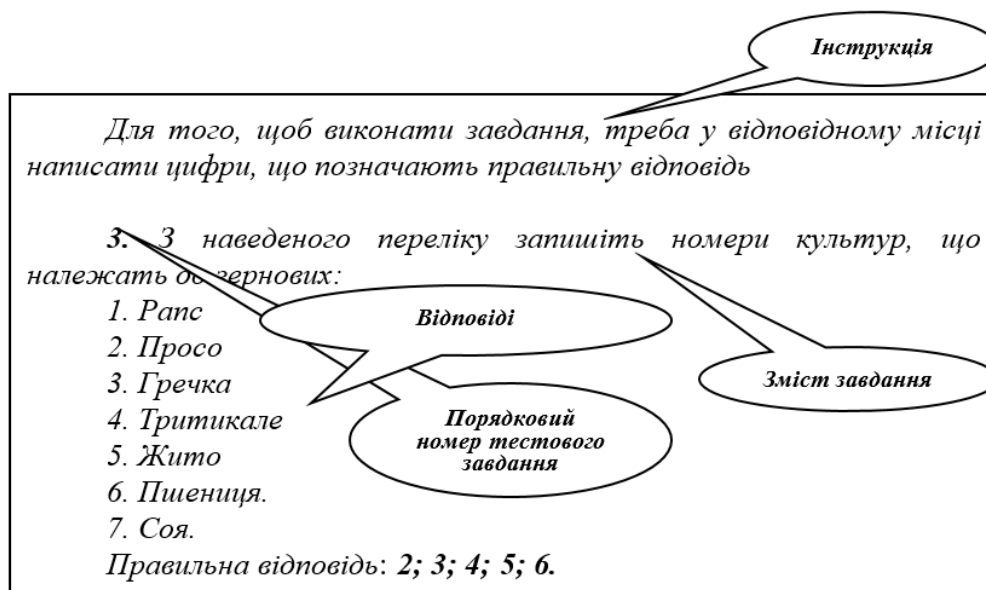 Інструкція
Для того, щоб виконати завдання, треба у відповідному місці
написати цифри, що позначають правильну відповідь
3. З наведеного переліку запишіть номери культур, що
належать до зернових:
1. Рапс
Відповіді
2. Просо
3. Гречка
Зміст завдання
4. Тритикале
Порядковий
номер тестового
завдання
5. Жито
6. Пшениця.
7. Соя.
Правильна відповідь: 2; 3; 4; 5; 6.